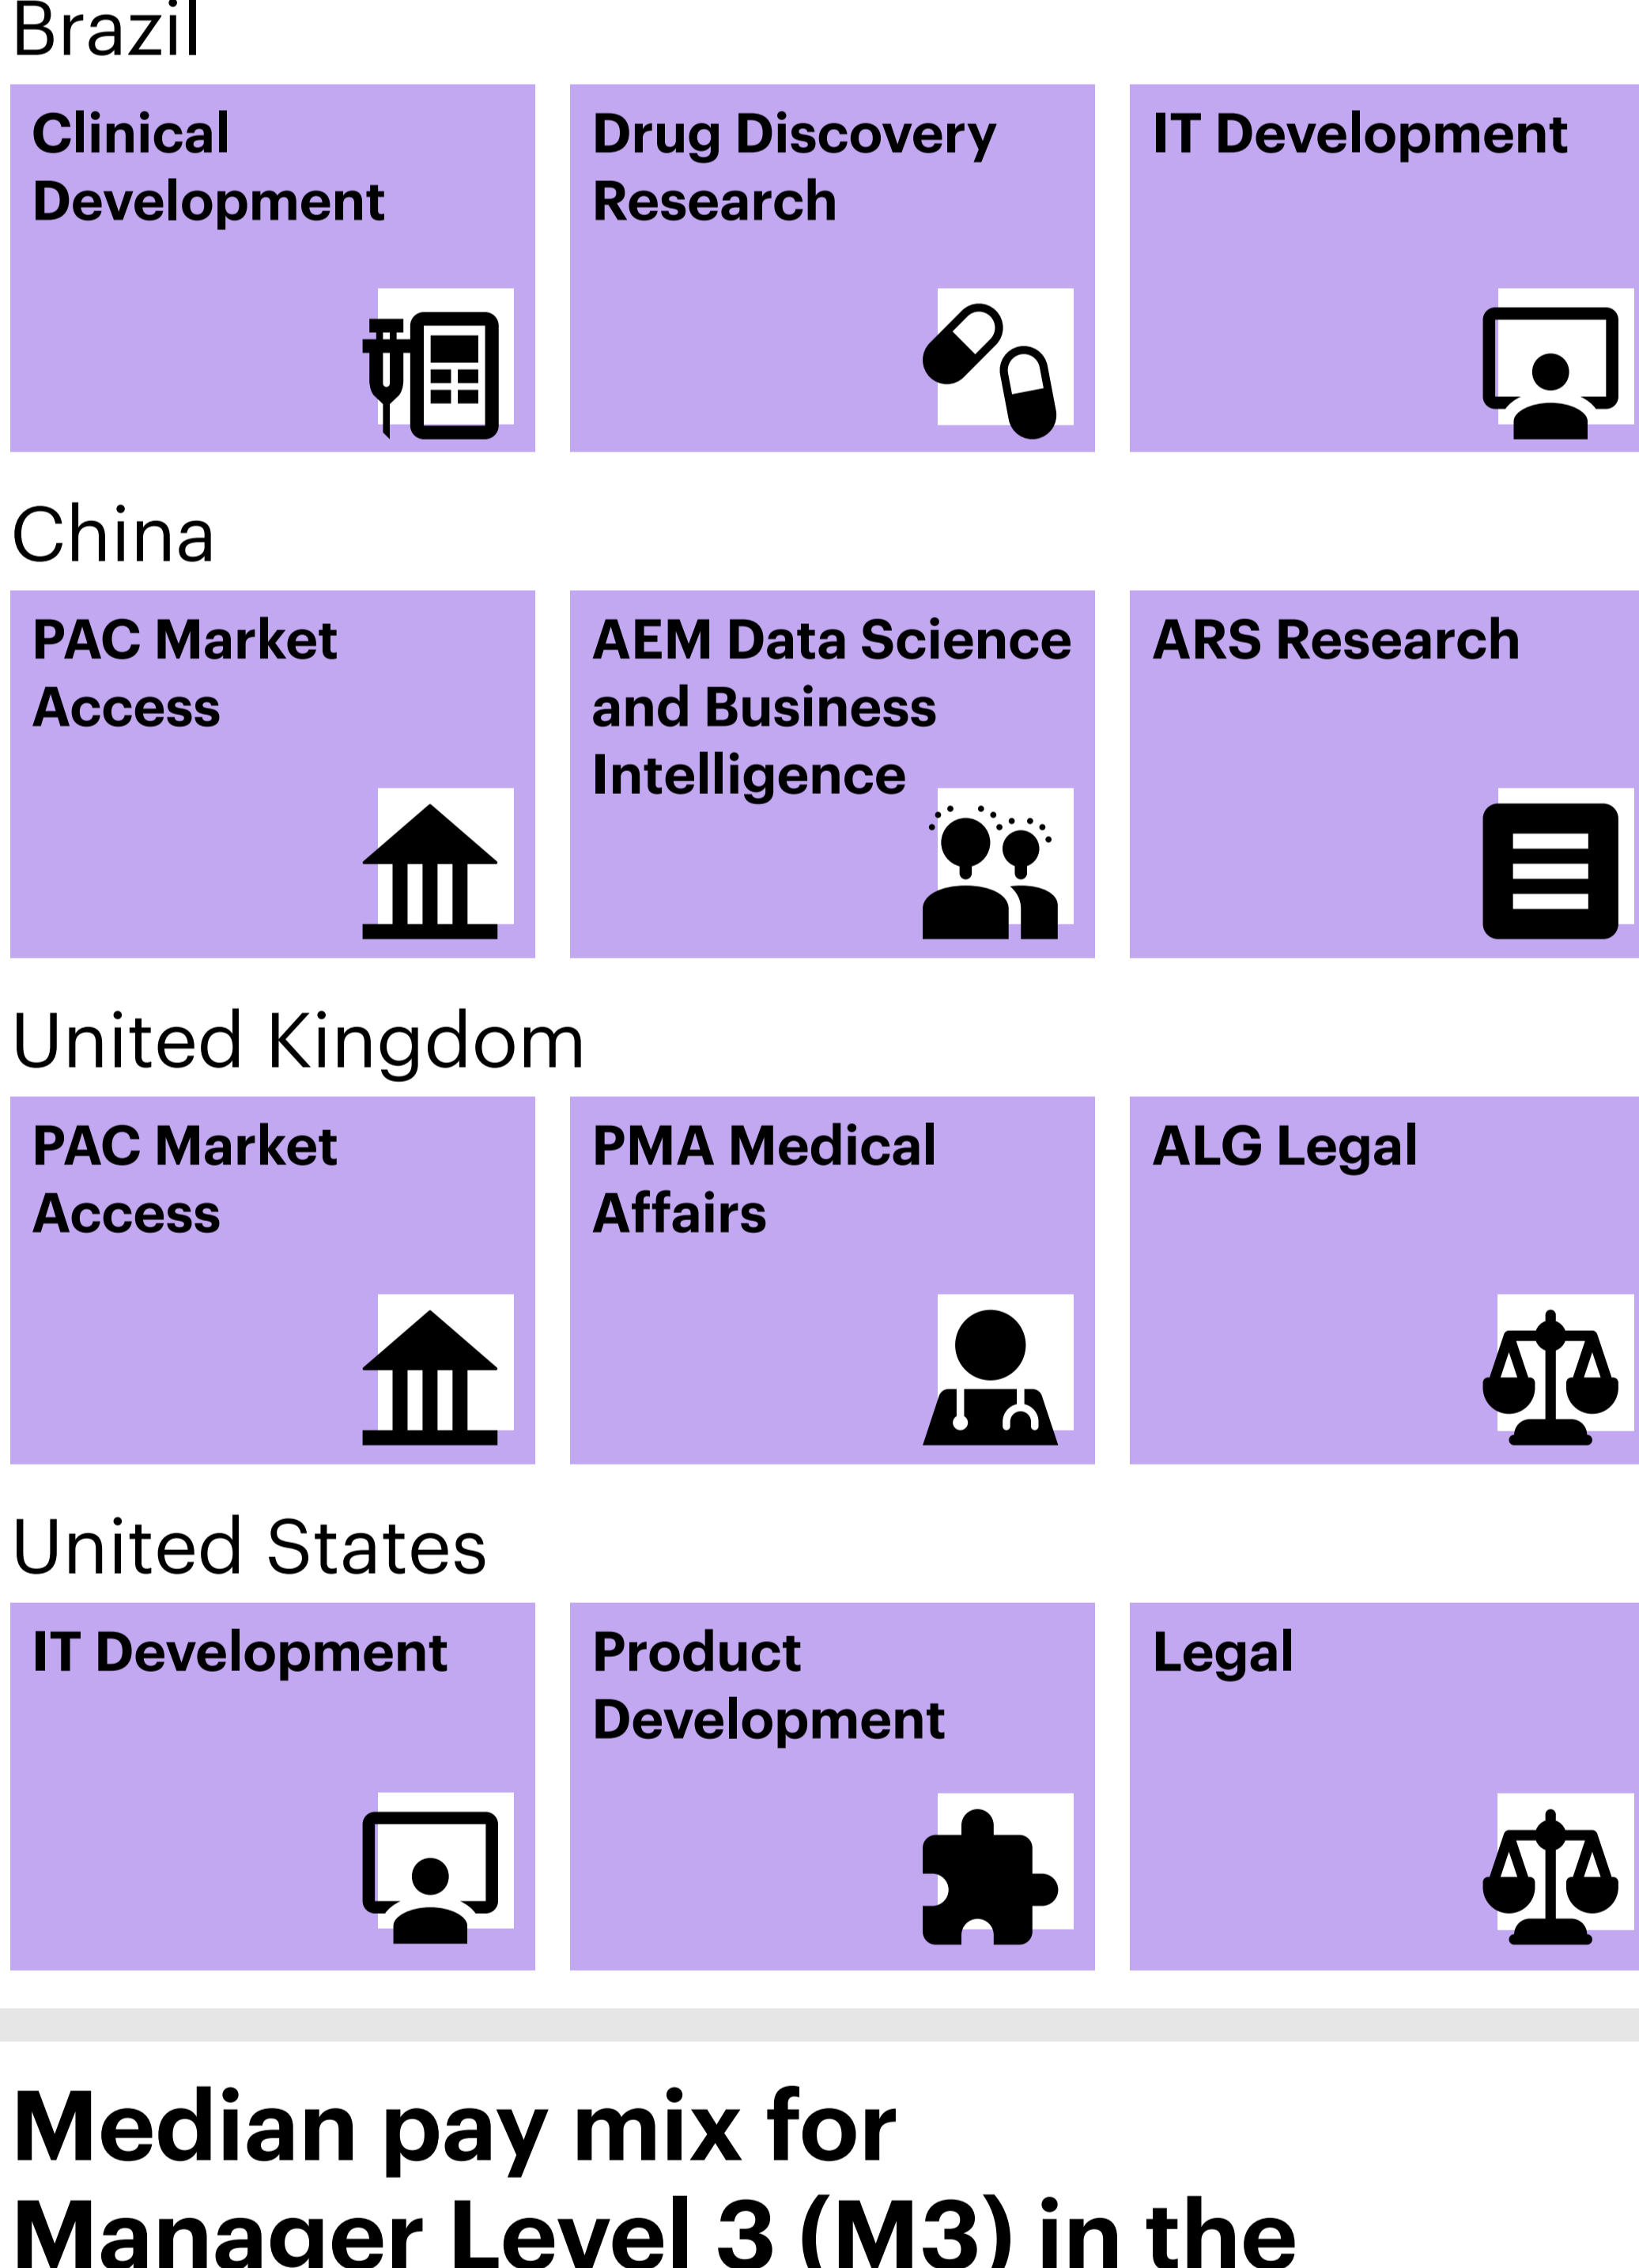 Brazil
Clinical
Development
Drug Discovery
Research
IT Development
China
PAC Market
Access
AEM Data Science
and Business
Intelligence
ARS Research
United Kingdom
PAC Market
Access
PMA Medical
Affairs
ALG Legal
United States
IT Development
Product
Development
Legal
Median pay mix for
Manager Level 3 (M3) in the